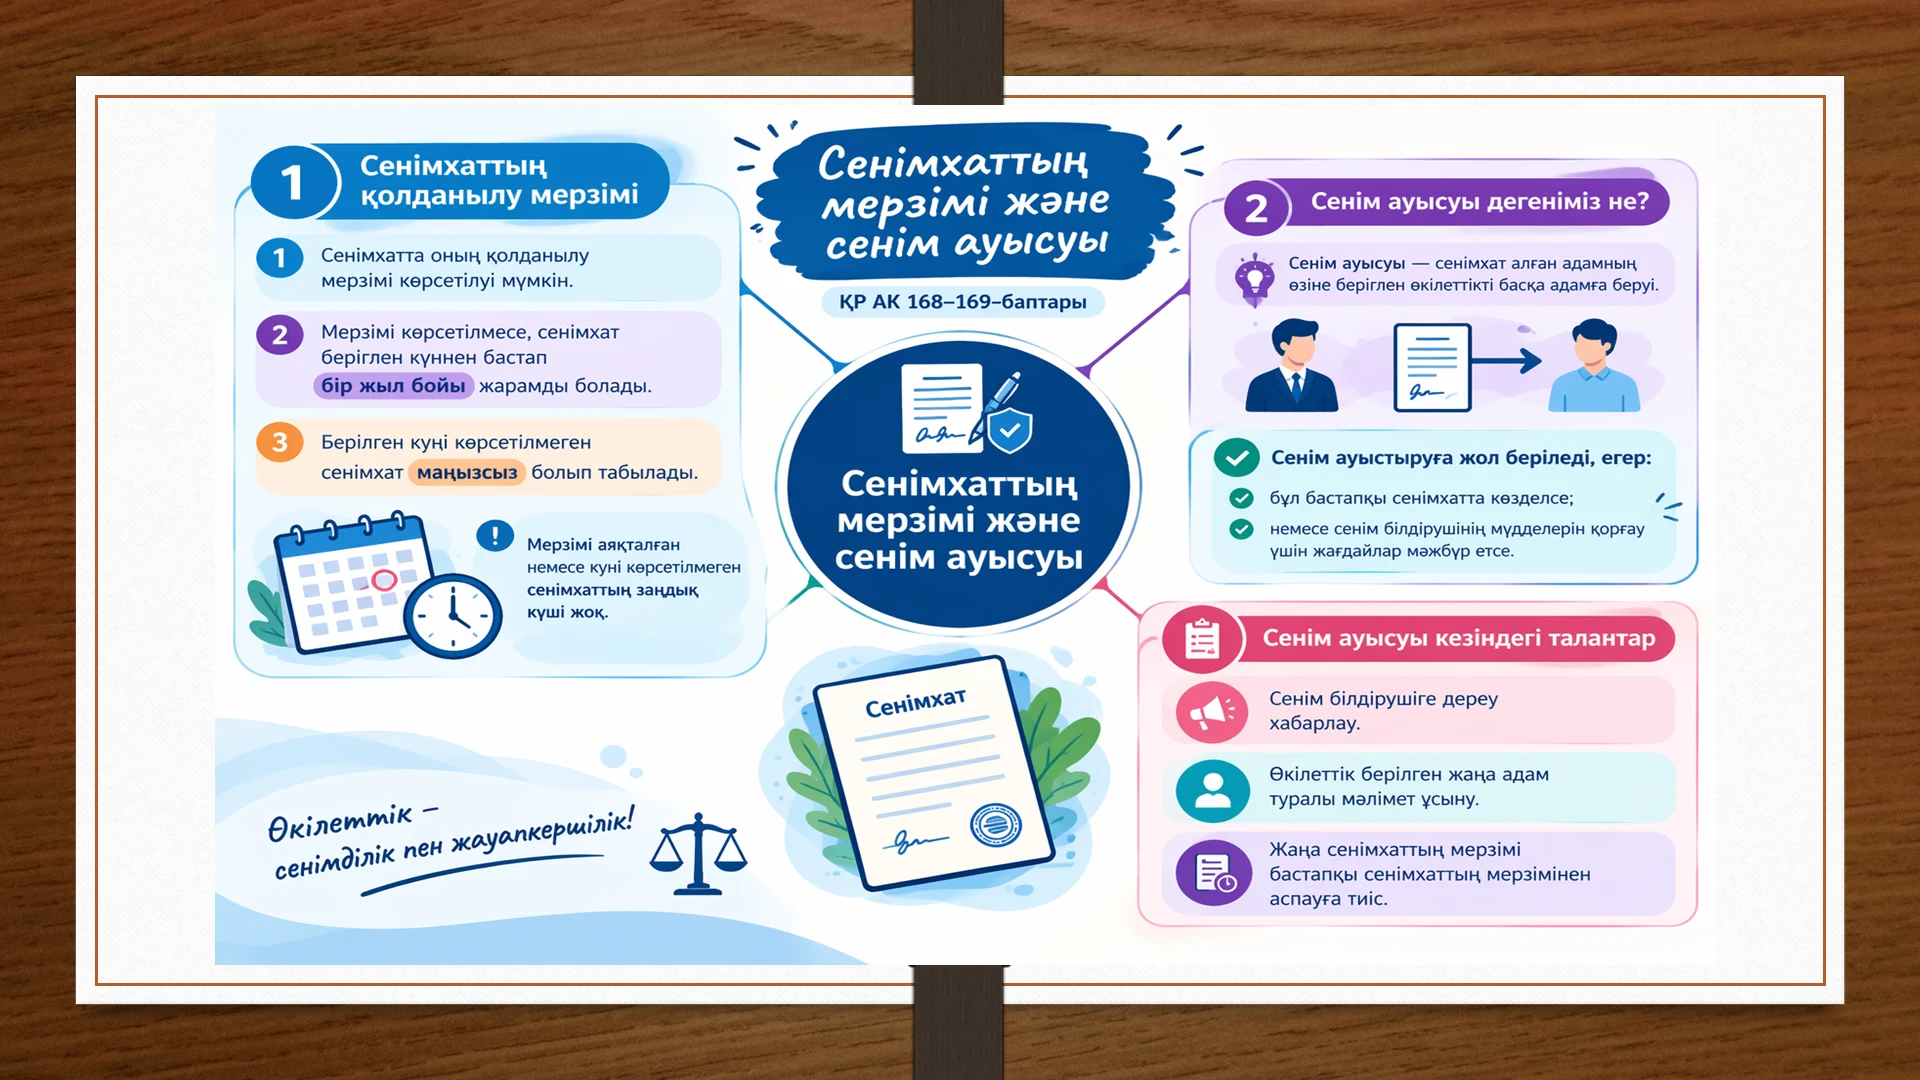 Сенімхаттың
мерзімі және
сенім ауысуы
ҚР АК 168–169–баптары
1
Сенімхаттың
қолданылу мерзімі
1
Сенімхатта оның қолданылу
мерзімі көрсетілуі мүмкін.
2
Мерзімі көрсетілмесе, сенімхат
беріглен күннен бастап
бір жыл бойы жарамды болады.
3
Берілген куңі көрсетілмеген
сенімхат маңызсыз болып табылады.
!
Мерзімі аяқталған
немесе куңі көрсетілмеген
сенімхаттың заңдық
күші жоқ.
Сенімхаттың
мерзімі және
сенім ауысуы
2
Сенім ауысуы дегеніміз не?
Сенім ауысуы — сенімхат алған адамның
өзіне беріглен өкілеттікті басқа адамға беруі.
Сенім ауыстыруға жол беріледі, егер:
бұл бастапқы сенімхатта көзделсе;
немесе сенім білдірушінің мүдделерін қорғау
үшін жағдайлар мәжбүр етсе.
Сенім ауысуы кезіндегі талантар
Сенім білдірушіге дереу
хабарлау.
Өкілеттік берілген жаңа адам
туралы мәлімет ұсыну.
Жаңа сенімхаттың мерзімі
бастапқы сенімхаттың мерзімінен
аспауға тиіс.
Сенімхат
Өкілеттік –
сенімділік пен жауапкершілік!